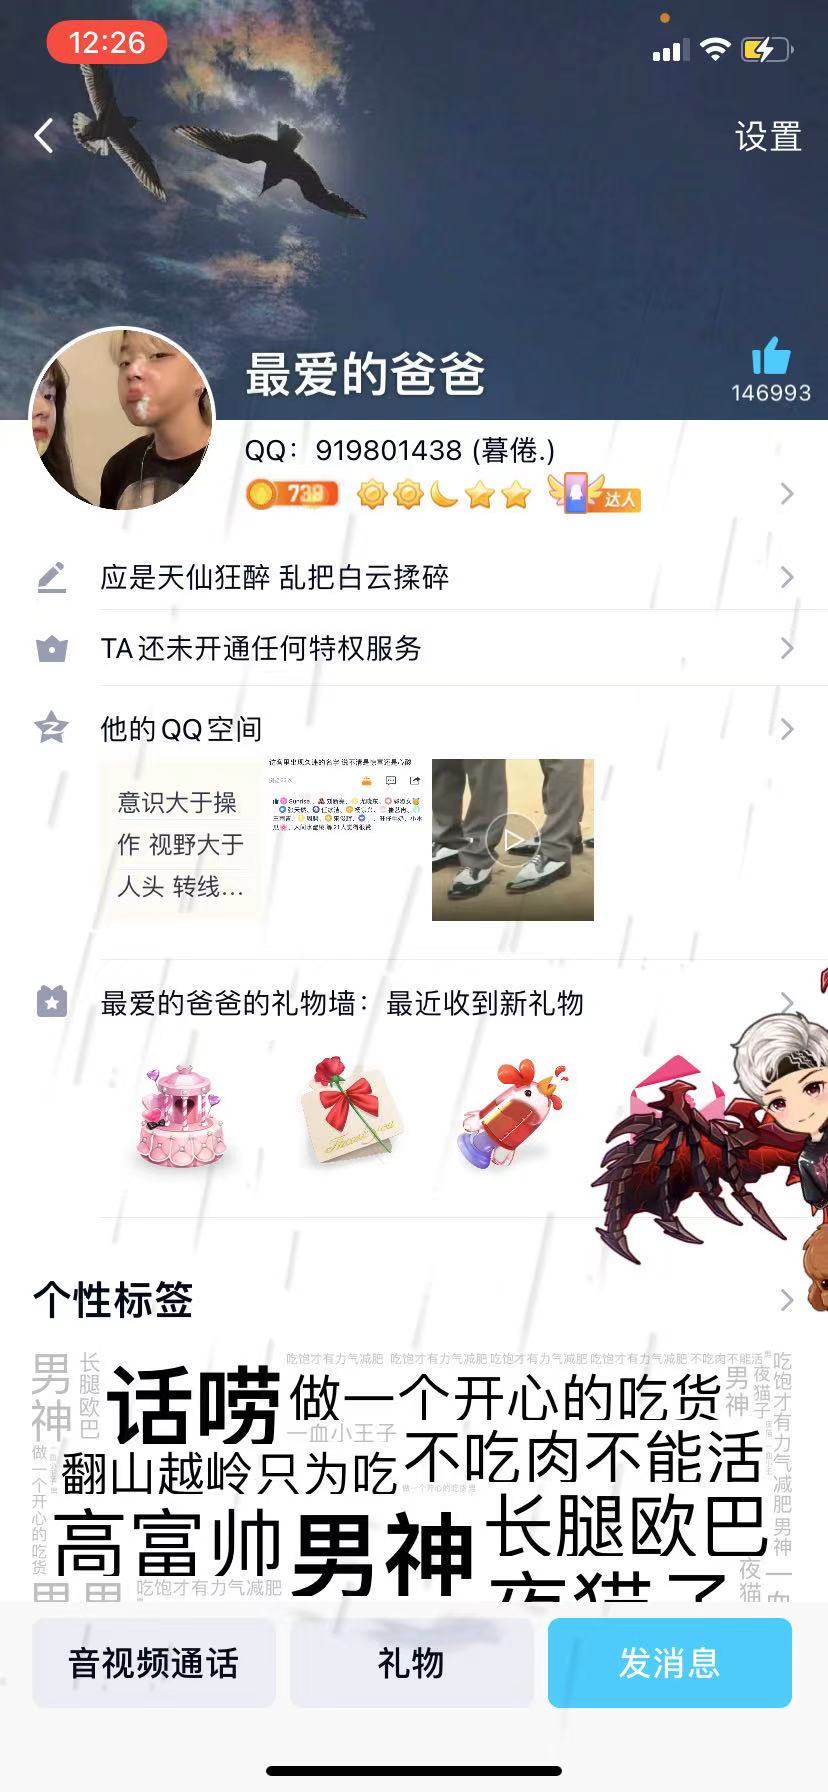 12:26
设置
最爱的爸爸
146993
QQ：919801438 (暮倦.)
739
达人
应是天仙狂醉 乱把白云揉碎
TA还未开通任何特权服务
他的QQ空间
意识大于操
作 视野大于
人头 转线...
最爱的爸爸的礼物墙：最近收到新礼物
个性标签
吃饱才有力气减肥 吃饱才有力气减肥 吃饱才有力气减肥 吃饱才有力气减肥 不吃肉不能活
男神
长腿欧巴
话唠
做一个开心的吃货
男神
夜猫子
吃饱才有力气减肥
一血小王子
翻山越岭只为吃
不吃肉不能活
做一个开心的吃货
高富帅
男神
长腿欧巴
男神
吃饱才有力气减肥
夜猫子
夜猫
音视频通话
礼物
发消息